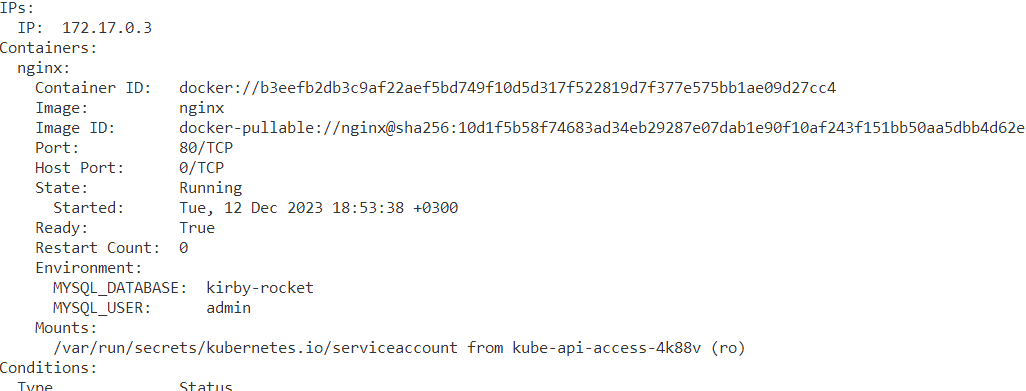 IPs:
  IP:  172.17.0.3
Containers:
  nginx:
    Container ID:   docker://b3eefb2db3c9af22aef5bd749f10d5d317f522819d7f377e575bb1ae09d27cc4
    Image:          nginx
    Image ID:       docker-pullable://nginx@sha256:10d1f5b58f74683ad34eb29287e07dab1e90f10af243f151bb50aa5dbb4d62e
    Port:           80/TCP
    Host Port:      0/TCP
    State:          Running
      Started:      Tue, 12 Dec 2023 18:53:38 +0300
    Ready:          True
    Restart Count:  0
    Environment:
      MYSQL_DATABASE:  kirby-rocket
      MYSQL_USER:      admin
    Mounts:
      /var/run/secrets/kubernetes.io/serviceaccount from kube-api-access-4k88v (ro)
Conditions:
  Type              Status